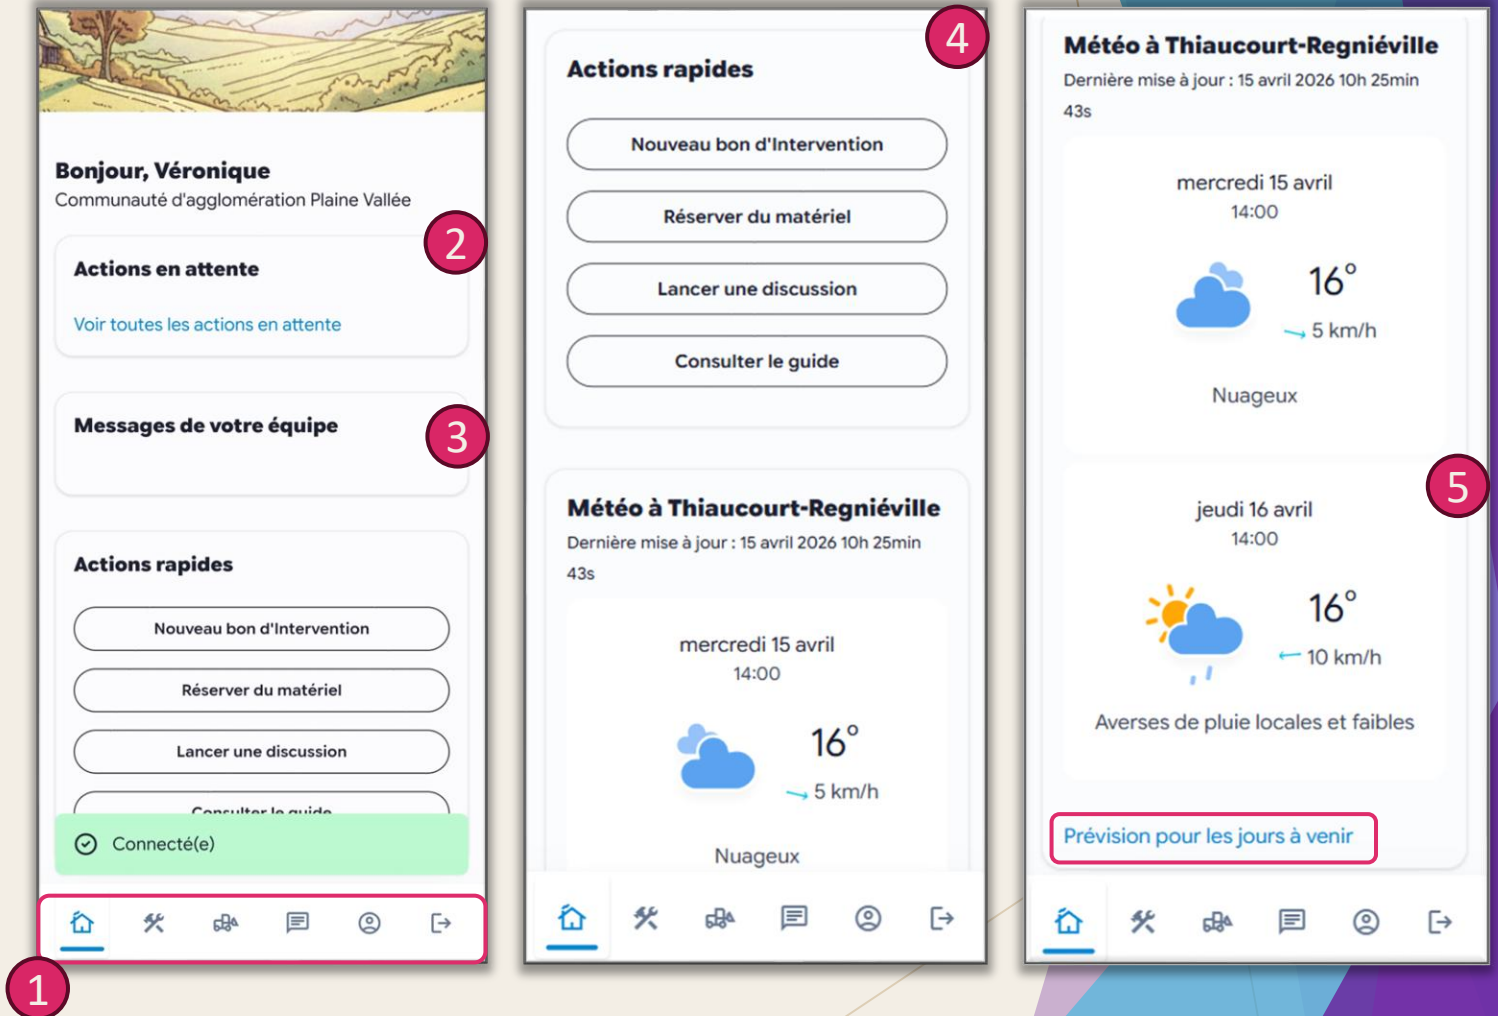 Bonjour, Véronique
Communauté d'agglomération Plaine Vallée
2
Actions en attente
Voir toutes les actions en attente
3
Messages de votre équipe
Actions rapides
Nouveau bon d'Intervention
Réserver du matériel
Lancer une discussion
Consulter le guide
Connecté(e)
1
4
Actions rapides
Nouveau bon d'Intervention
Réserver du matériel
Lancer une discussion
Consulter le guide
Météo à Thiaucourt-Regniéville
Dernière mise à jour : 15 avril 2026 10h 25min
43s
mercredi 15 avril
14:00
16°
5 km/h
Nuageux
Météo à Thiaucourt-Regniéville
Dernière mise à jour : 15 avril 2026 10h 25min
43s
mercredi 15 avril
14:00
16°
5 km/h
Nuageux
5
jeudi 16 avril
14:00
16°
10 km/h
Averses de pluie locales et faibles
Prévision pour les jours à venir